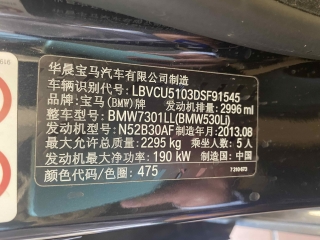 华晨宝马汽车有限公司制造
车辆识别代号: LBVCU5103DSF91545
品牌: 宝马(BMW)牌 发动机排量: 2996 ml
整车型号: BMW7301LL(BMW530Li)
发动机型号: N52B30AF 制造年月: 2013.08
最大允许总质量: 2295 kg 乘坐人数: 5人
发动机最大净功率: 190 kW 制造国: 中国
颜色代码/色圈: 475
7 310 673